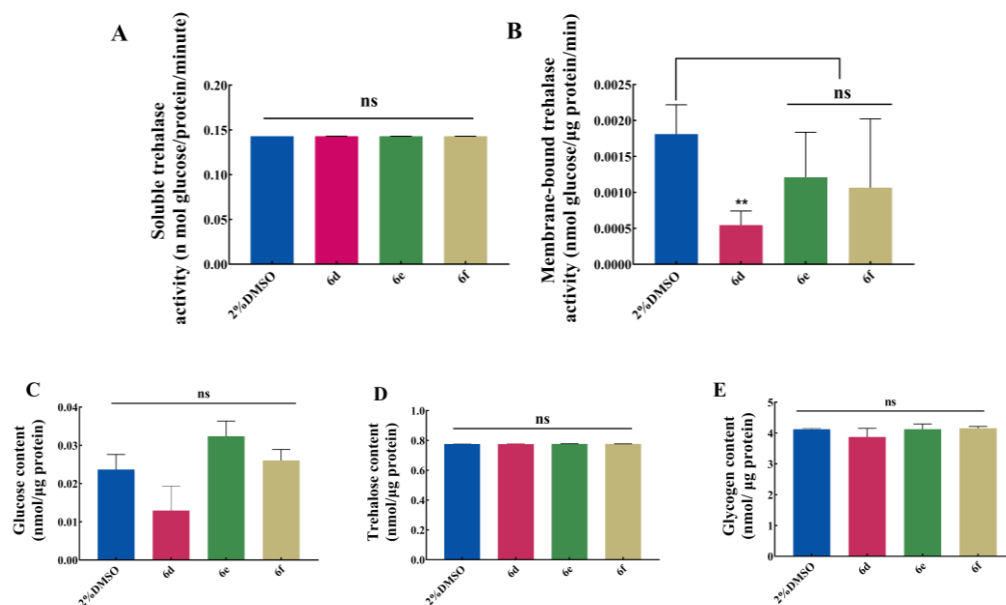 A
Soluble trehalase
activity (n mol glucose/protein/minute)
0.20
0.15
0.10
0.05
0.00
ns
2%DMSO
6d
6e
6f
B
Membrane-bound trehalase
activity (nmol glucose/μg protein/min)
0.0025
0.0020
0.0015
0.0010
0.0005
0.0000
ns
**
2%DMSO
6d
6e
6f
C
Glucose content
(nmol/μg protein)
0.04
0.03
0.02
0.01
0.00
ns
2%DMSO
6d
6e
6f
D
Trehalose content
(nmol/μg protein)
1.0
0.8
0.6
0.4
0.2
0.0
ns
2%DMSO
6d
6e
6f
E
Glycogen content
(nmol/ μg protein)
5
4
3
2
1
0
ns
2%DMSO
6d
6e
6f